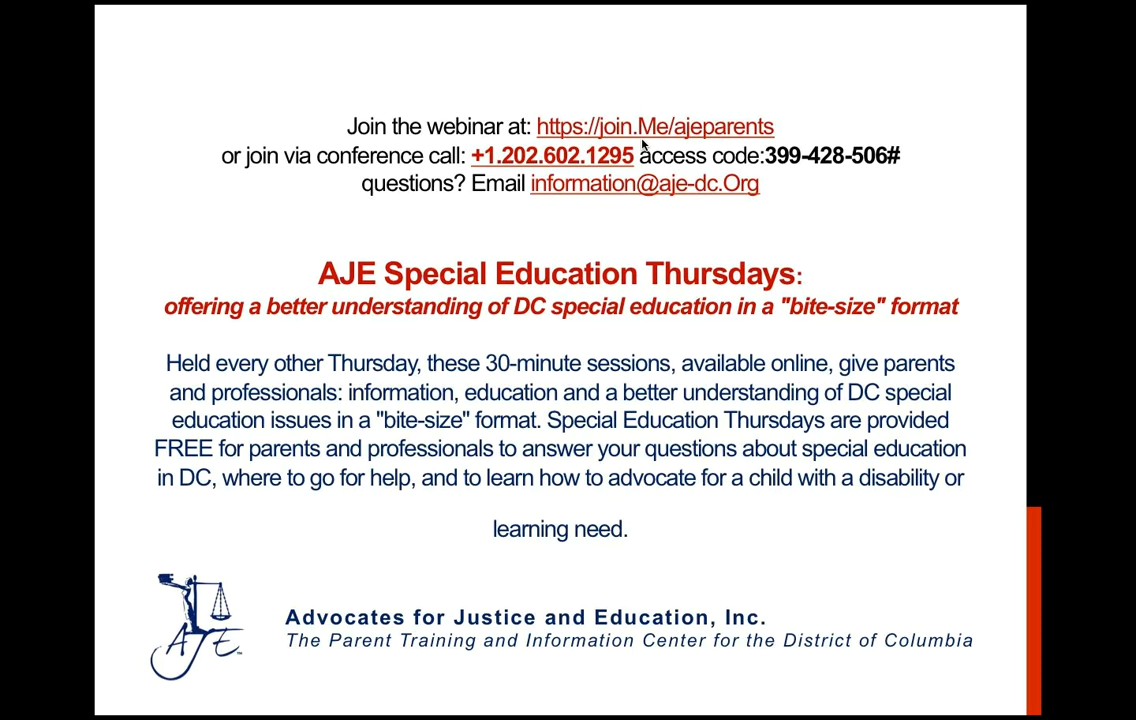 Join the webinar at: https://join.Me/ajeparents
or join via conference call: +1.202.602.1295 access code:399-428-506#
questions? Email information@aje-dc.Org
AJE Special Education Thursdays:
offering a better understanding of DC special education in a "bite-size" format
Held every other Thursday, these 30-minute sessions, available online, give parents
and professionals: information, education and a better understanding of DC special
education issues in a "bite-size" format. Special Education Thursdays are provided
FREE for parents and professionals to answer your questions about special education
in DC, where to go for help, and to learn how to advocate for a child with a disability or
learning need.
AJE
Advocates for Justice and Education, Inc.
The Parent Training and Information Center for the District of Columbia